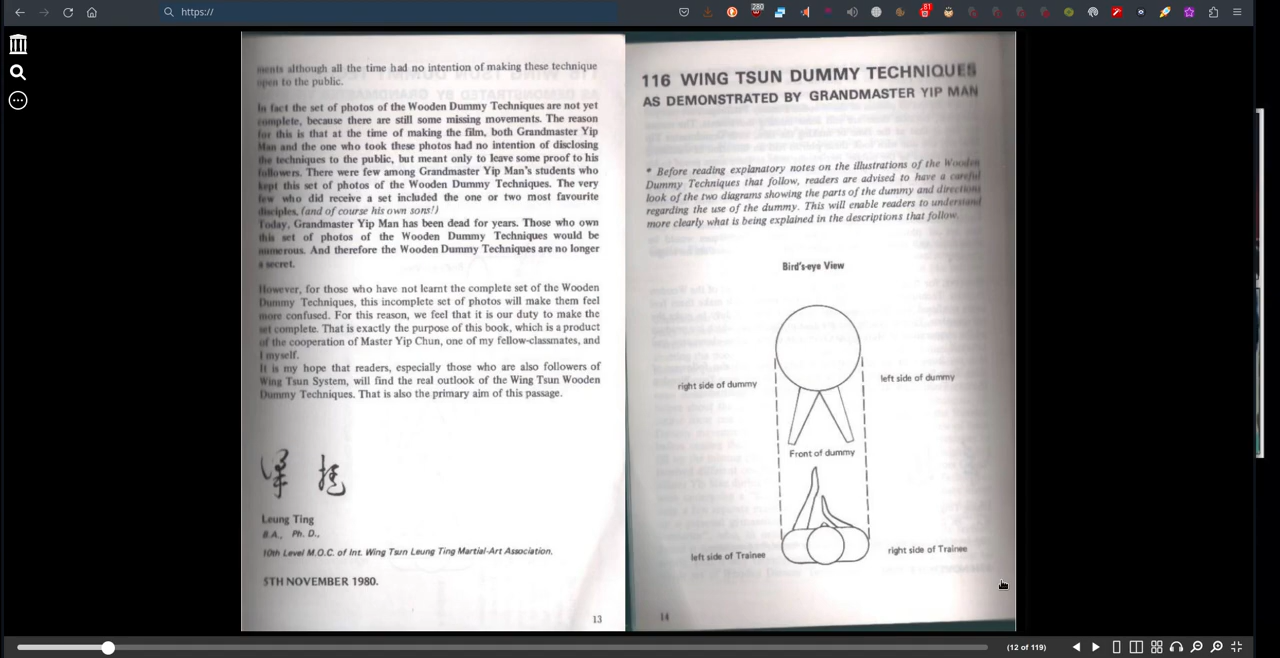 https://
280
81
ments although all the time had no intention of making these technique
open to the public.
In fact the set of photos of the Wooden Dummy Techniques are not yet
complete, because there are still some missing movements. The reason
for this is that at the time of making the film, both Grandmaster Yip
Man and the one who took these photos had no intention of disclosing
the techniques to the public, but meant only to leave some proof to his
followers. There were few among Grandmaster Yip Man's students who
kept this set of photos of the Wooden Dummy Techniques. The very
few who did receive a set included the one or two most favourite
disciples, (and of course his own sons!)
Today, Grandmaster Yip Man has been dead for years. Those who own
this set of photos of the Wooden Dummy Techniques would be
numerous. And therefore the Wooden Dummy Techniques are no longer
a secret.
However, for those who have not learnt the complete set of the Wooden
Dummy Techniques, this incomplete set of photos will make them feel
more confused. For this reason, we feel that it is our duty to make the
set complete. That is exactly the purpose of this book, which is a product
of the cooperation of Master Yip Chun, one of my fellow-classmates, and
I myself.
It is my hope that readers, especially those who are also followers of
Wing Tsun System, will find the real outlook of the Wing Tsun Wooden
Dummy Techniques. That is also the primary aim of this passage.
Leung Ting
B.A., Ph. D.,
10th Level M.O.C. of Int. Wing Tsun Leung Ting Martial-Art Association.
5TH NOVEMBER 1980.
13
116 WING TSUN DUMMY TECHNIQUES
AS DEMONSTRATED BY GRANDMASTER YIP MAN
* Before reading explanatory notes on the illustrations of the Wooden
Dummy Techniques that follow, readers are advised to have a careful
look of the two diagrams showing the parts of the dummy and directions
regarding the use of the dummy. This will enable readers to understand
more clearly what is being explained in the descriptions that follow.
Bird's-eye View
right side of dummy
left side of dummy
Front of dummy
left side of Trainee
right side of Trainee
14
(12 of 119)